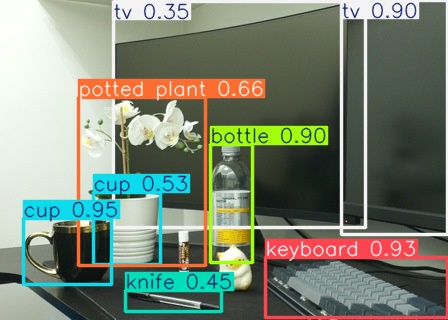 tv 0.35
tv 0.90
potted plant 0.66
bottle 0.90
cup 0.53
cup 0.95
keyboard 0.93
knife 0.45